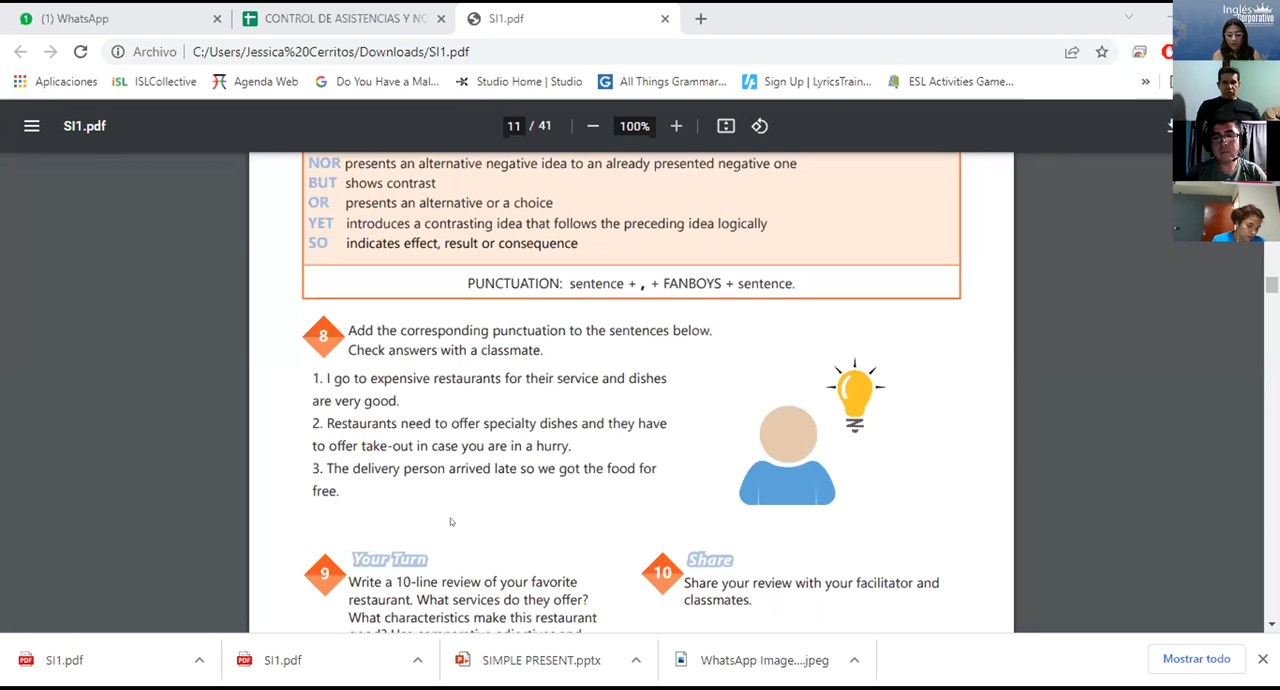 (1) WhatsApp
CONTROL DE ASISTENCIAS Y NO
SI1.pdf
Inglés
Corporativo
Archivo
C:/Users/Jessica%20Cerritos/Downloads/SI1.pdf
Aplicaciones
iSL ISLCollective
Agenda Web
Do You Have a Mal...
Studio Home | Studio
All Things Grammar...
Sign Up | LyricsTrain...
ESL Activities Game...
»
SI1.pdf
11 / 41
100%
NOR presents an alternative negative idea to an already presented negative one
BUT shows contrast
OR presents an alternative or a choice
YET introduces a contrasting idea that follows the preceding idea logically
SO indicates effect, result or consequence
PUNCTUATION: sentence + , + FANBOYS + sentence.
8 Add the corresponding punctuation to the sentences below.
Check answers with a classmate.
1. I go to expensive restaurants for their service and dishes
are very good.
2. Restaurants need to offer specialty dishes and they have
to offer take-out in case you are in a hurry.
3. The delivery person arrived late so we got the food for
free.
9 Your Turn
Write a 10-line review of your favorite
restaurant. What services do they offer?
What characteristics make this restaurant
10 Share
Share your review with your facilitator and
classmates.
SI1.pdf
SI1.pdf
SIMPLE PRESENT.pptx
WhatsApp Image....jpeg
Mostrar todo